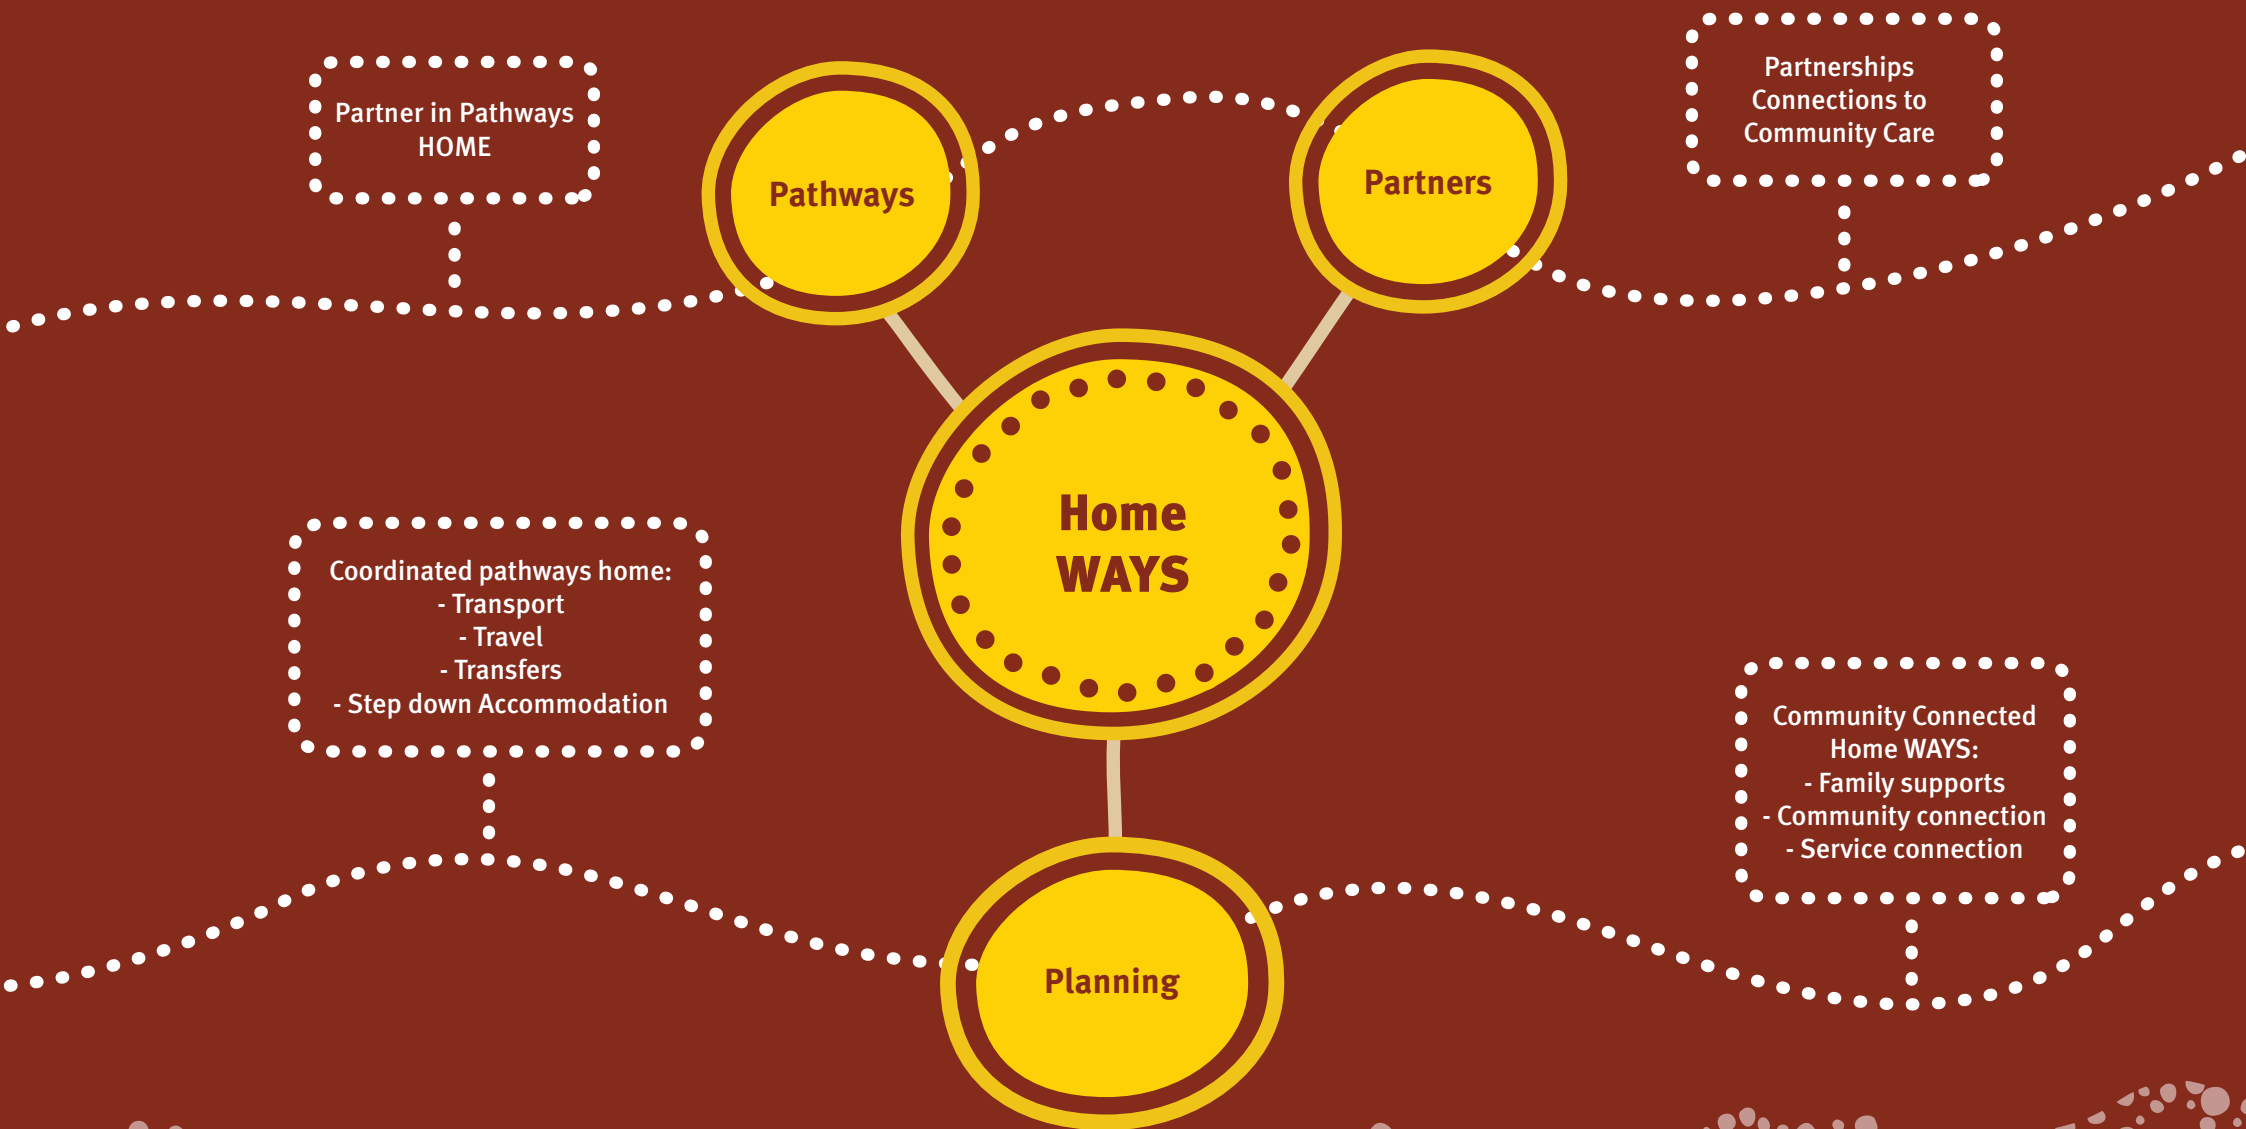 Partner in Pathways
HOME
Pathways
Partners
Partnerships
Connections to
Community Care
Home
WAYS
Coordinated pathways home:
- Transport
- Travel
- Transfers
- Step down Accommodation
Community Connected
Home WAYS:
- Family supports
- Community connection
- Service connection
Planning